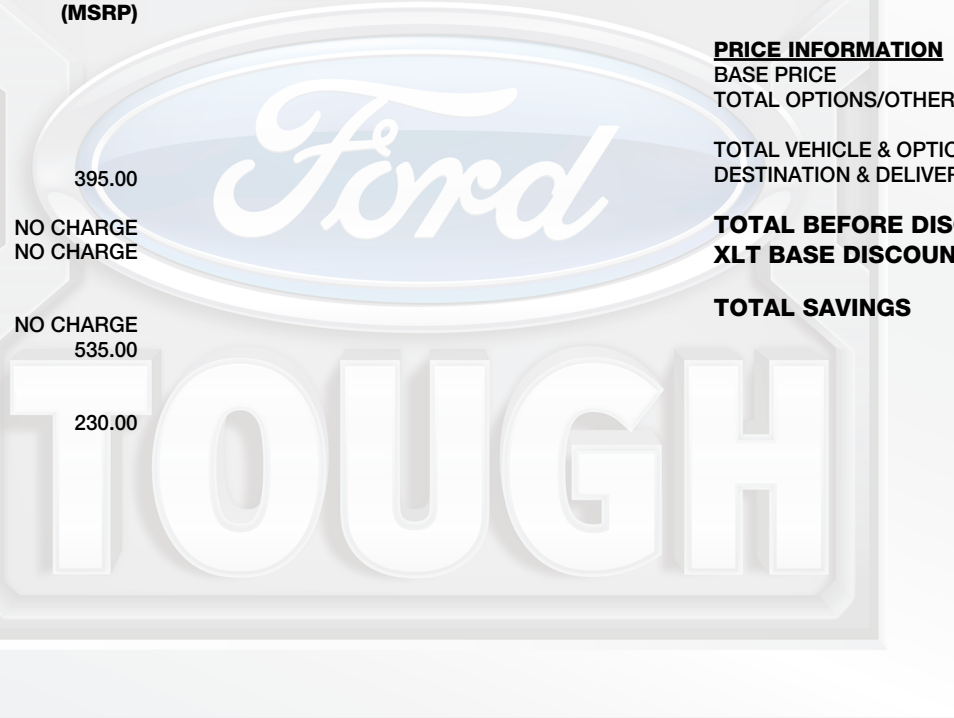 (MSRP)
395.00
NO CHARGE
NO CHARGE
NO CHARGE
535.00
230.00
PRICE INFORMATION
BASE PRICE
TOTAL OPTIONS/OTHER
TOTAL VEHICLE & OPTIO
DESTINATION & DELIVER
TOTAL BEFORE DISC
XLT BASE DISCOUN
TOTAL SAVINGS
Ford
TOUGH